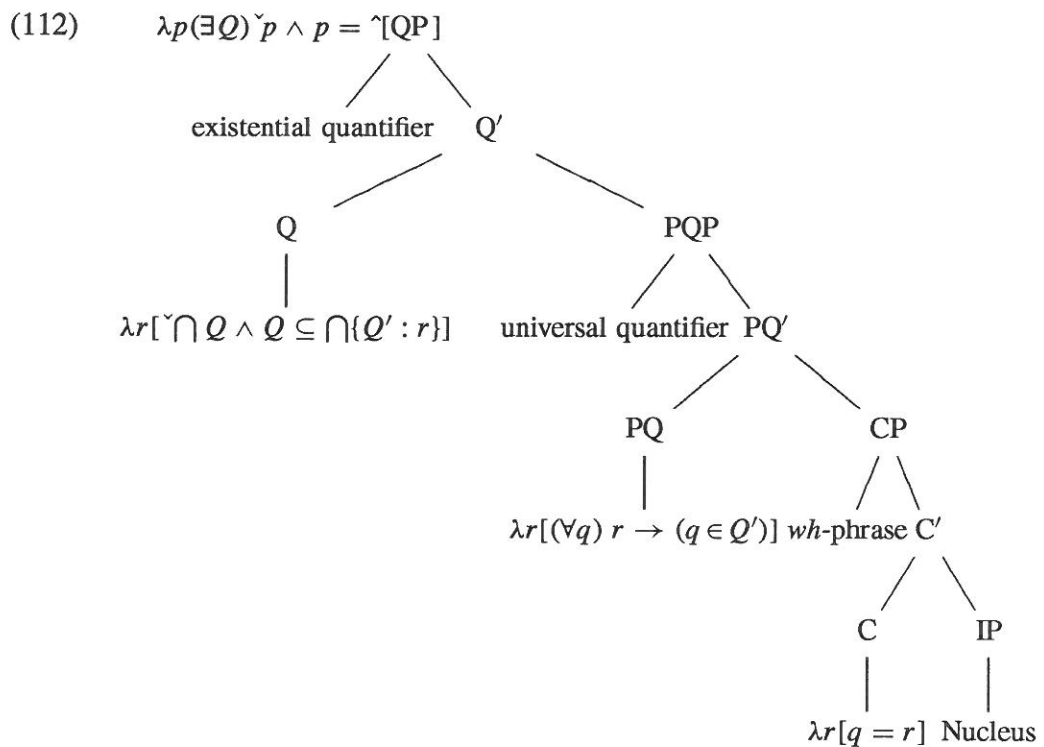 (112) λp(∃Q) ˇp ∧ p = ˆ[QP]
existential quantifier Q′
Q PQP
λr[ˇ⋂ Q ∧ Q ⊆ ⋂{Q′ : r}] universal quantifier PQ′
PQ CP
λr[(∀q) r → (q ∈ Q′)] wh-phrase C′
C IP
λr[q = r] Nucleus